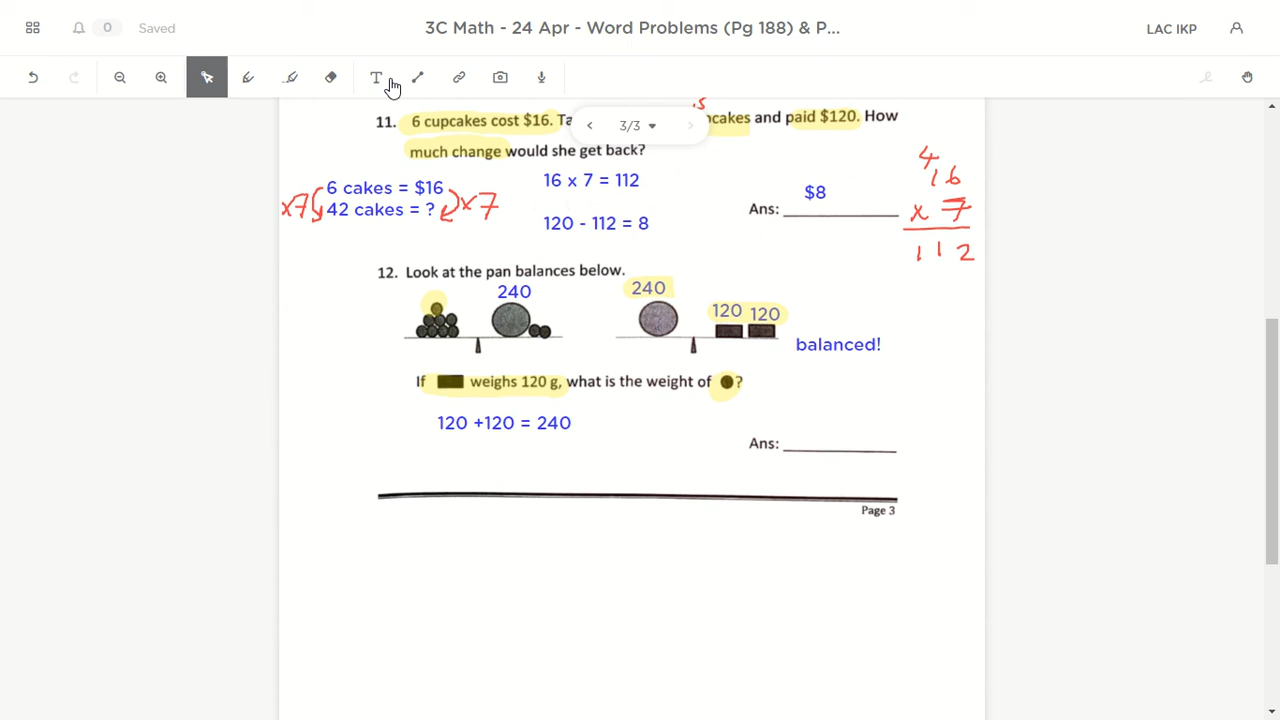 0
Saved
3C Math - 24 Apr - Word Problems (Pg 188) & P...
LAC IKP
T
3/3
11. 6 cupcakes cost $16. cakes and paid $120. How
much change would she get back?
6 cakes = $16
42 cakes = ?
x7
x7
16 x 7 = 112
120 - 112 = 8
$8
Ans:
4
16
x 7
112
12. Look at the pan balances below.
240
240
120 120
balanced!
If weighs 120 g, what is the weight of ?
120 +120 = 240
Ans:
Page 3